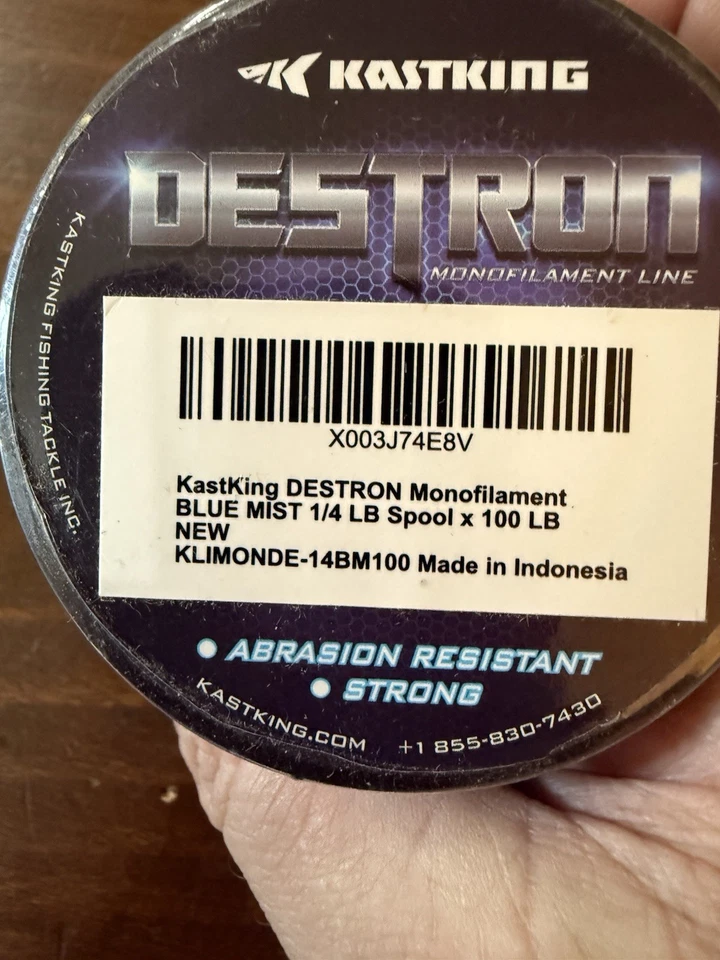 KASTKING
DESTRON
MONOFILAMENT LINE
KASTKING FISHING TACKLE INC.
X003J74E8V
KastKing DESTRON Monofilament
BLUE MIST 1/4 LB Spool x 100 LB
NEW
KLIMONDE-14BM100 Made in Indonesia
ABRASION RESISTANT
STRONG
KASTKING.COM +1 855-830-7430